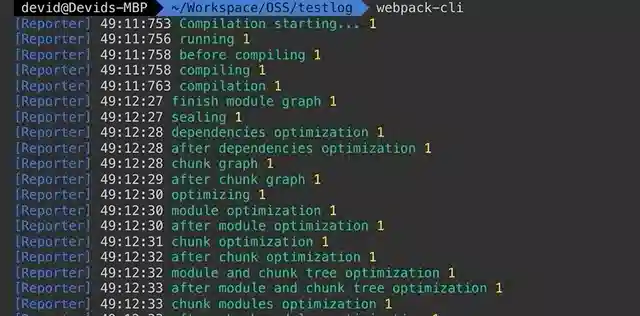 devid@Devids-MBP ~/Workspace/OSS/testlog webpack-cli
[Reporter] 49:11:753 Compilation starting... 1
[Reporter] 49:11:756 running 1
[Reporter] 49:11:758 before compiling 1
[Reporter] 49:11:758 compiling 1
[Reporter] 49:11:763 compilation 1
[Reporter] 49:12:27 finish module graph 1
[Reporter] 49:12:27 sealing 1
[Reporter] 49:12:28 dependencies optimization 1
[Reporter] 49:12:28 after dependencies optimization 1
[Reporter] 49:12:28 chunk graph 1
[Reporter] 49:12:29 after chunk graph 1
[Reporter] 49:12:30 optimizing 1
[Reporter] 49:12:30 module optimization 1
[Reporter] 49:12:30 after module optimization 1
[Reporter] 49:12:31 chunk optimization 1
[Reporter] 49:12:32 after chunk optimization 1
[Reporter] 49:12:32 module and chunk tree optimization 1
[Reporter] 49:12:33 after module and chunk tree optimization 1
[Reporter] 49:12:33 chunk modules optimization 1